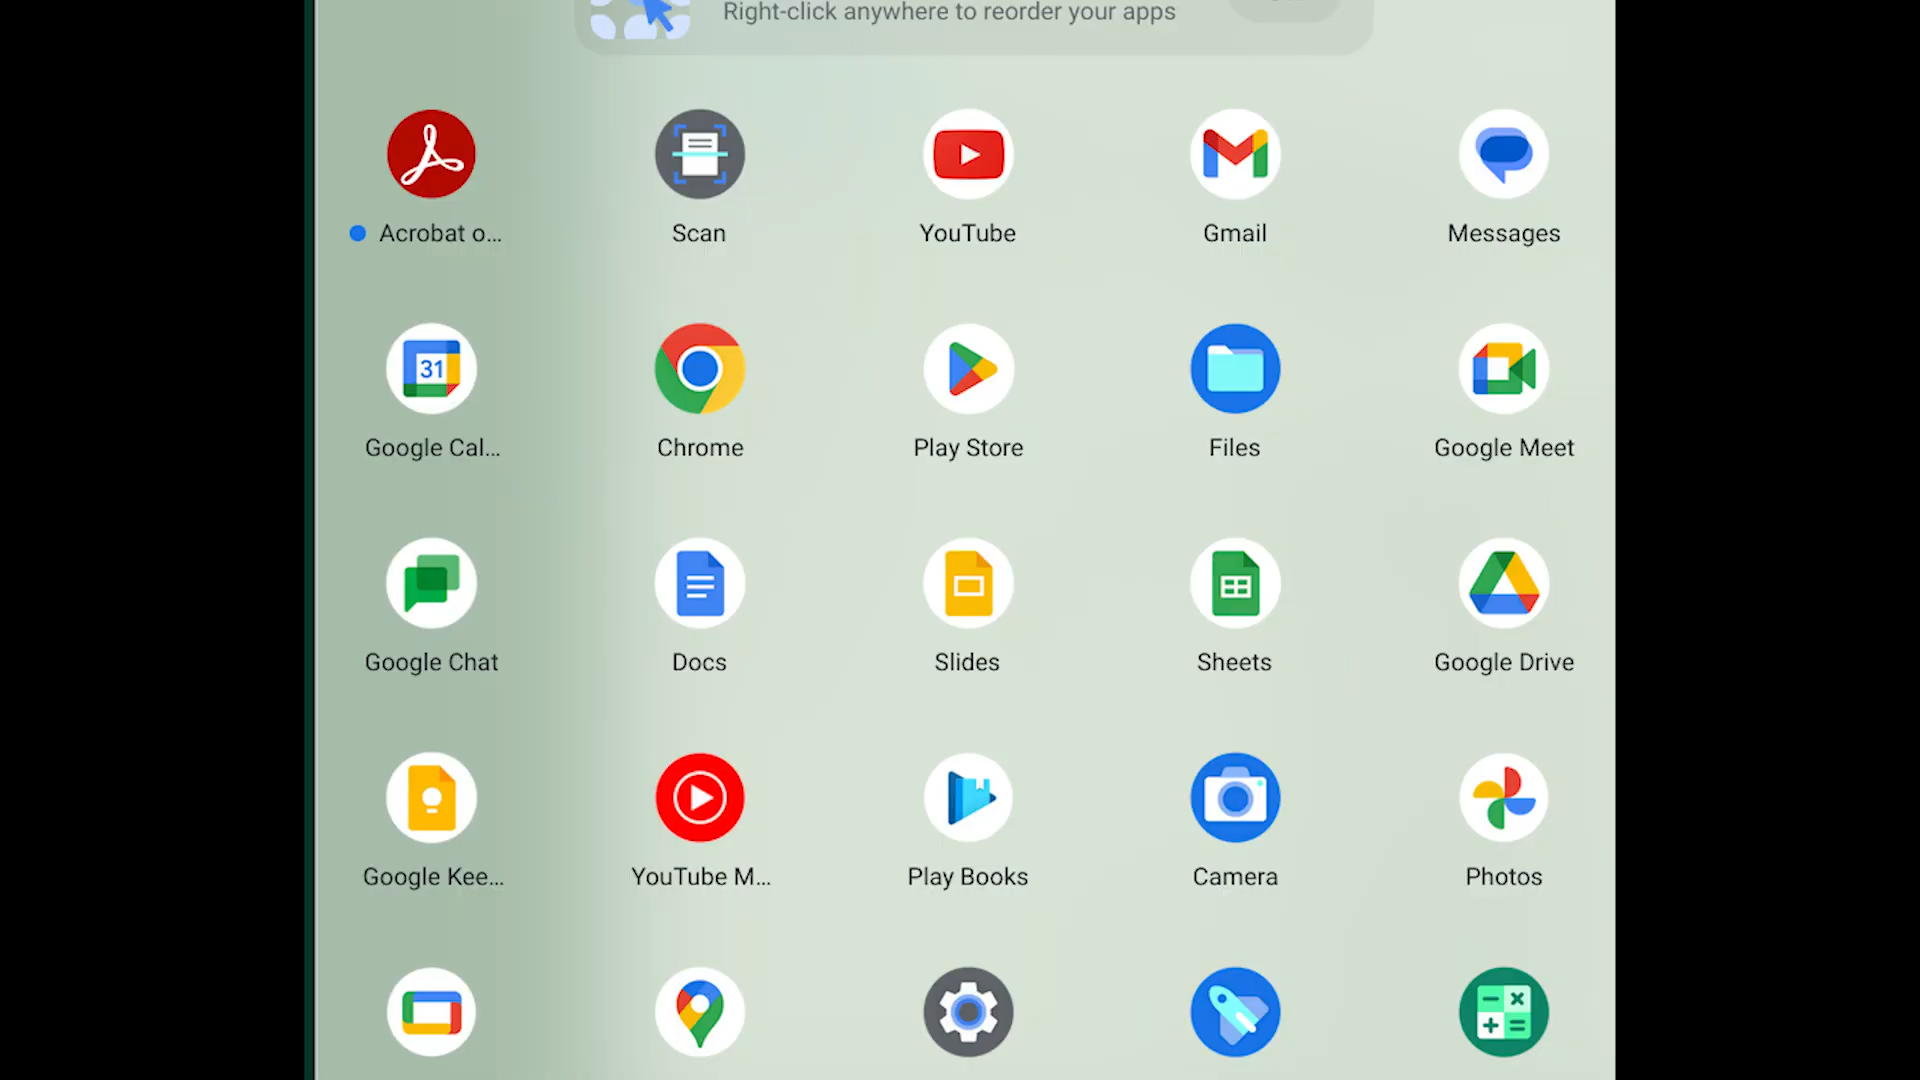 Right-click anywhere to reorder your apps
Acrobat o...
Scan
YouTube
Gmail
Messages
31
Google Cal...
Chrome
Play Store
Files
Google Meet
Google Chat
Docs
Slides
Sheets
Google Drive
Google Kee...
YouTube M...
Play Books
Camera
Photos